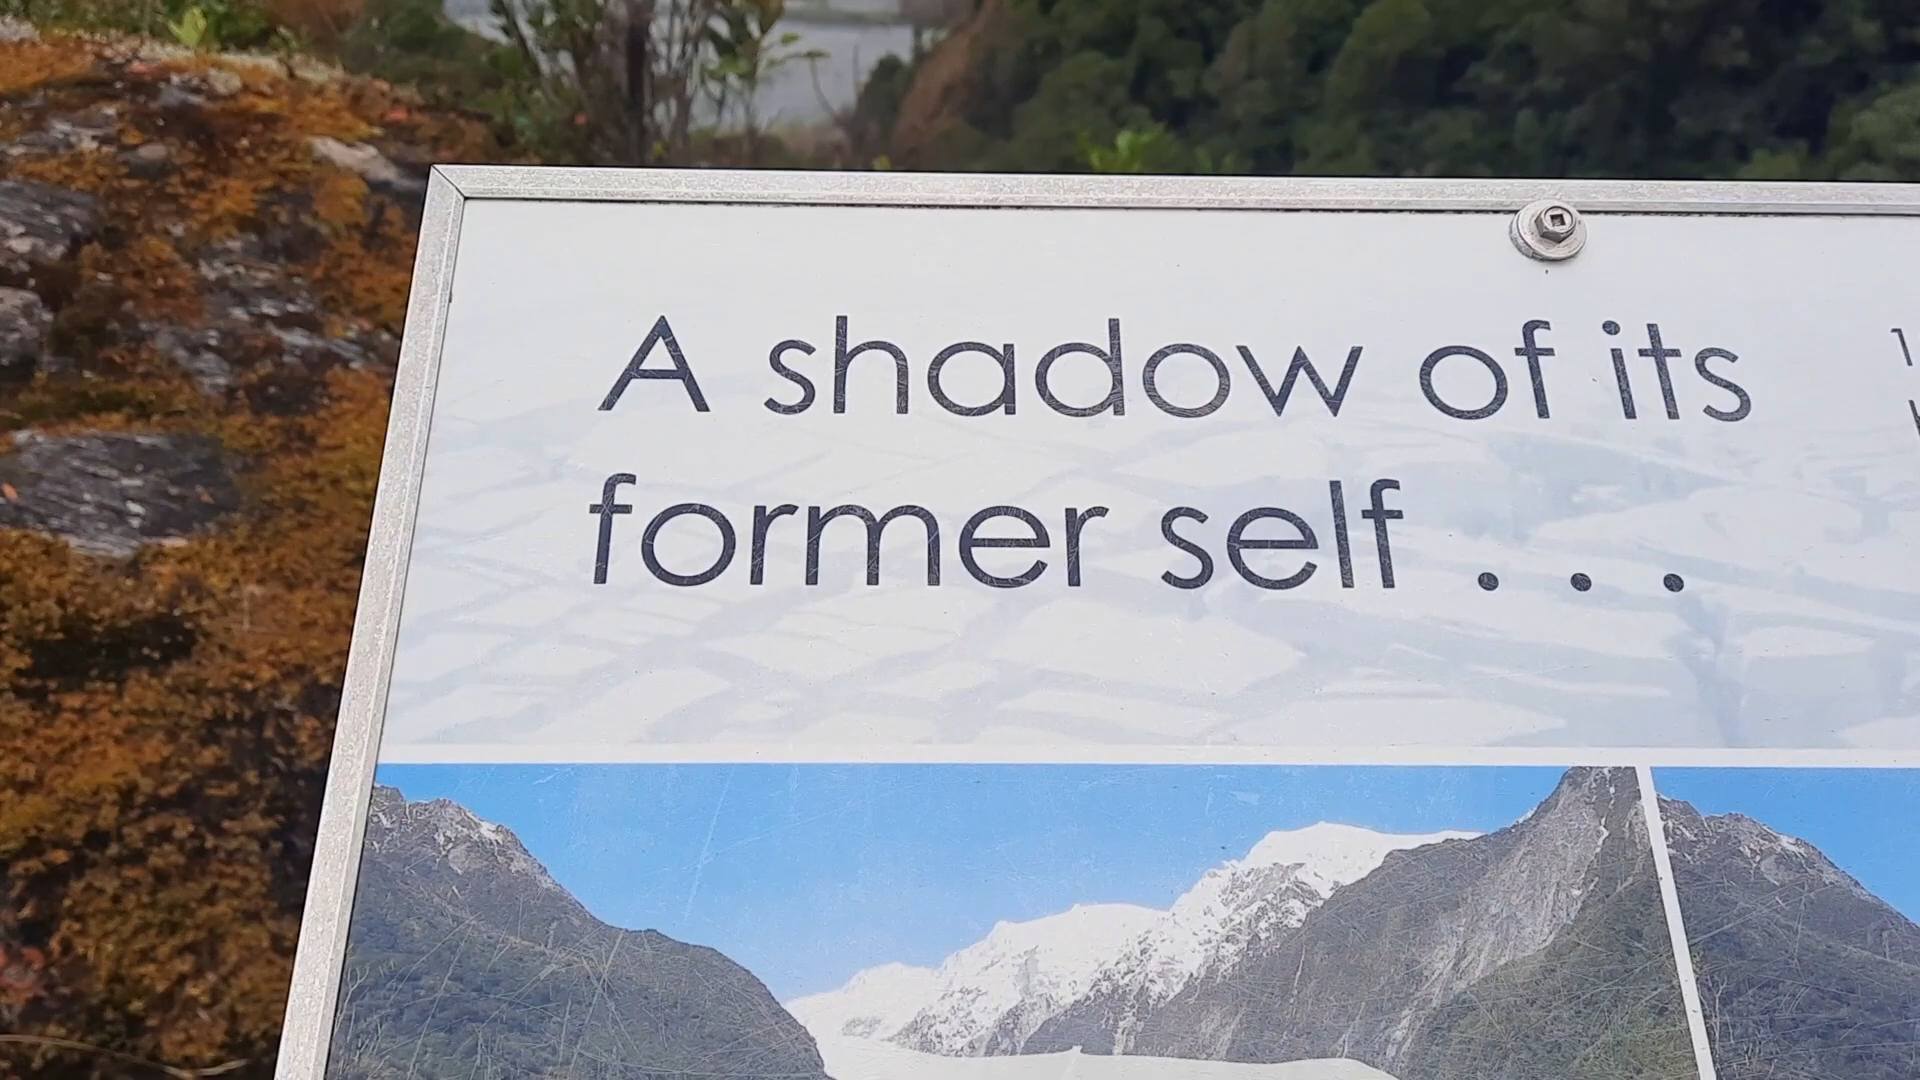 A shadow of its
former self . . .